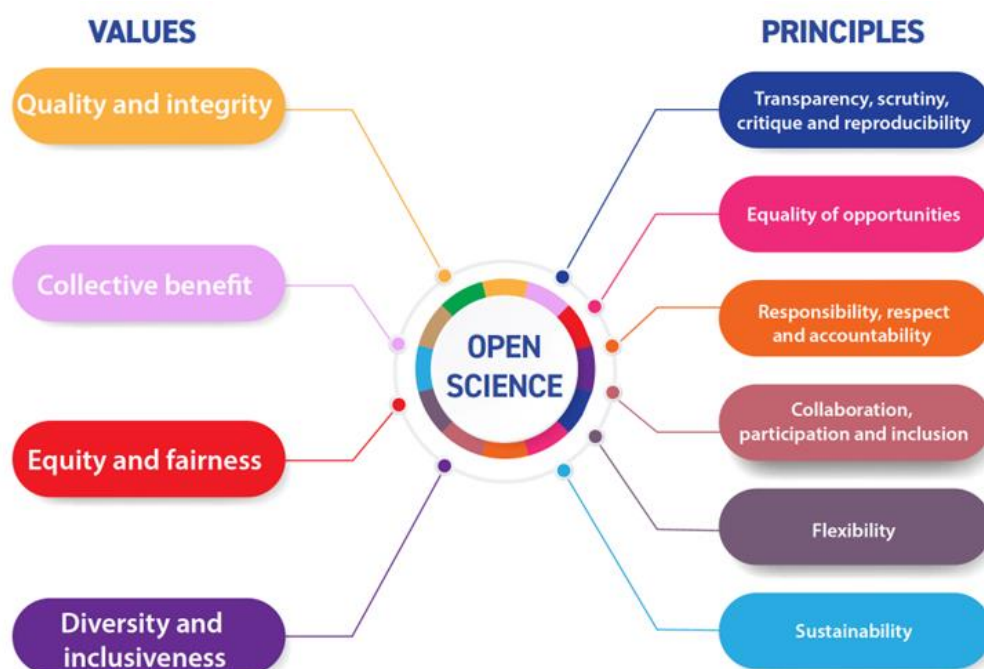 VALUES
Quality and integrity
Collective benefit
Equity and fairness
Diversity and
inclusiveness
OPEN
SCIENCE
PRINCIPLES
Transparency, scrutiny,
critique and reproducibility
Equality of opportunities
Responsibility, respect
and accountability
Collaboration,
participation and inclusion
Flexibility
Sustainability